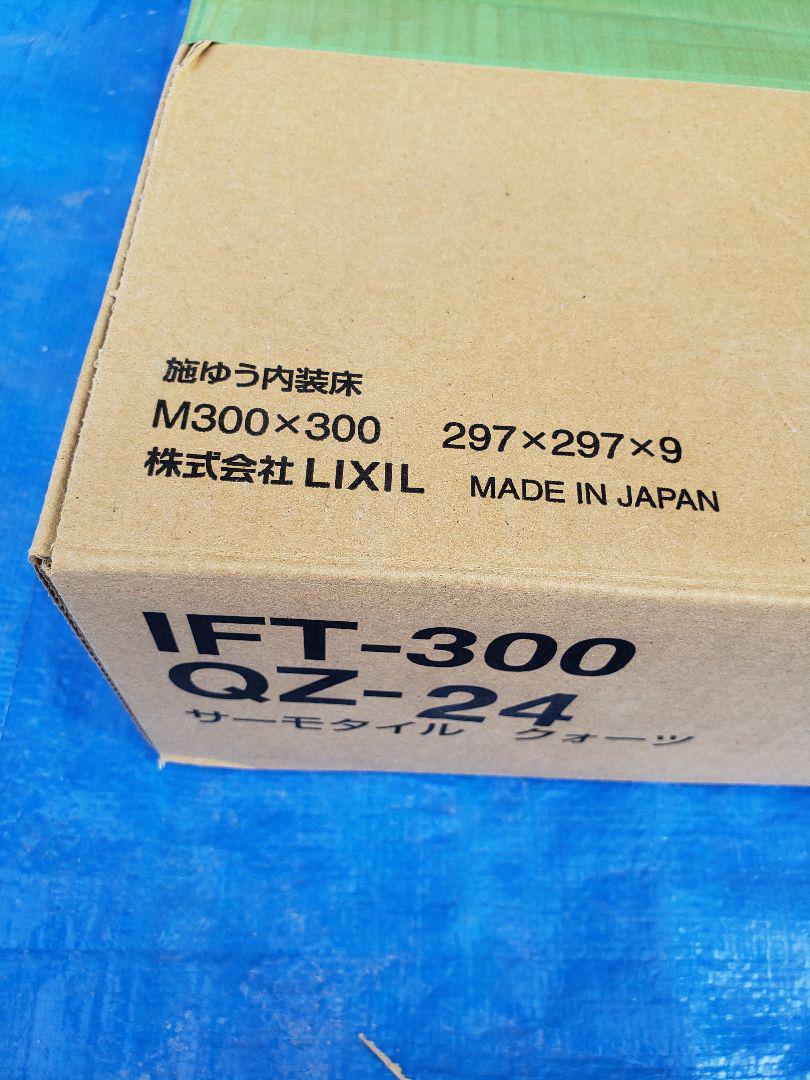 施ゆう内装床
M300×300 297×297×9
株式会社 LIXIL MADE IN JAPAN
IFT-300
QZ-24
サーモタイル クォーツ